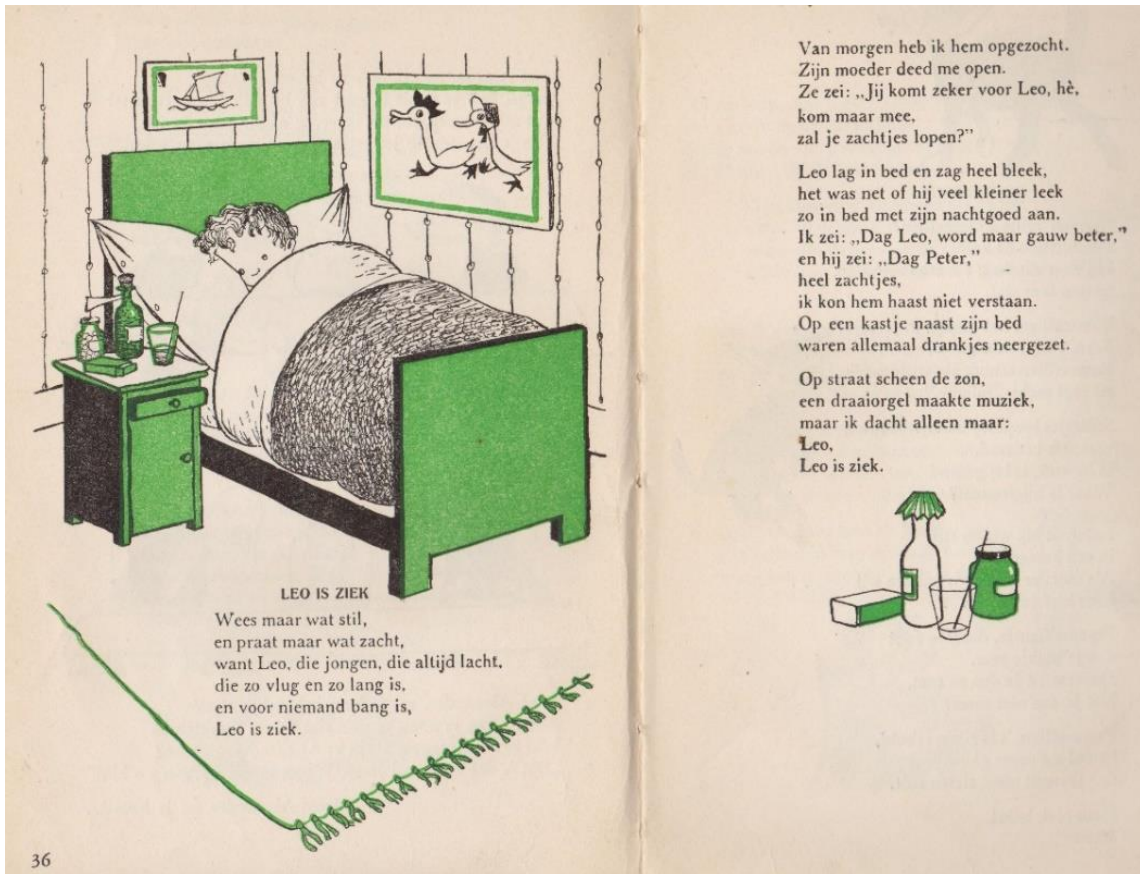 LEO IS ZIEK
Wees maar wat stil,
en praat maar wat zacht,
want Leo, die jongen, die altijd lacht,
die zo vlug en zo lang is,
en voor niemand bang is,
Leo is ziek.
36
Van morgen heb ik hem opgezocht.
Zijn moeder deed me open.
Ze zei: „Jij komt zeker voor Leo, hè,
kom maar mee,
zal je zachtjes lopen?”
Leo lag in bed en zag heel bleek,
het was net of hij veel kleiner leek
zo in bed met zijn nachtgoed aan.
Ik zei: „Dag Leo, word maar gauw beter,”
en hij zei: „Dag Peter,”
heel zachtjes,
ik kon hem haast niet verstaan.
Op een kastje naast zijn bed
waren allemaal drankjes neergezet.
Op straat scheen de zon,
een draaiorgel maakte muziek,
maar ik dacht alleen maar:
Leo,
Leo is ziek.